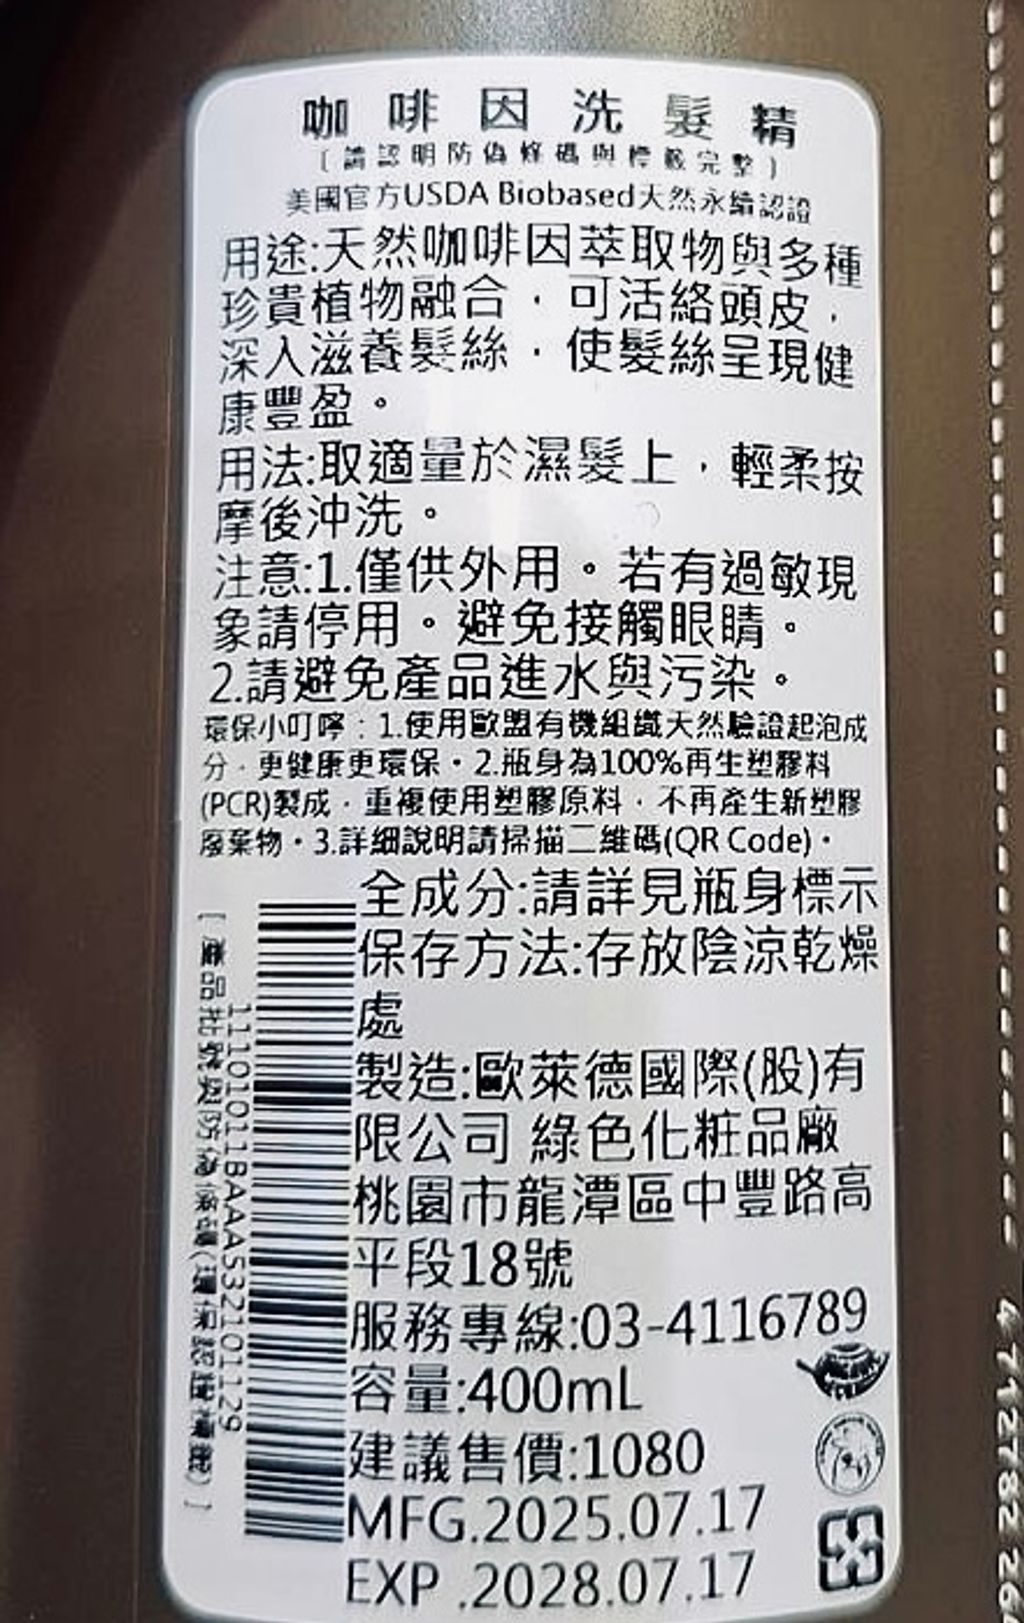 咖啡因洗髮精
[請認明防偽條碼與標籤完整]
美國官方USDA Biobased天然永續認證
用途:天然咖啡因萃取物與多種
珍貴植物融合，可活絡頭皮，
深入滋養髮絲，使髮絲呈現健
康豐盈。
用法:取適量於濕髮上，輕柔按
摩後沖洗。
注意:1.僅供外用。若有過敏現
象請停用。避免接觸眼睛。
2.請避免產品進水與污染。
環保小叮嚀：1.使用歐盟有機組織天然驗證起泡成
分，更健康更環保。2.瓶身為100%再生塑膠料
(PCR)製成，重複使用塑膠原料，不再產生新塑膠
廢棄物。3.詳細說明請掃描二維碼(QR Code)。
全成分:請詳見瓶身標示
保存方法:存放陰涼乾燥
處
製造:歐萊德國際(股)有
限公司 綠色化粧品廠
桃園市龍潭區中豐路高
平段18號
服務專線:03-4116789
容量:400mL
建議售價:1080
MFG.2025.07.17
EXP .2028.07.17
11101011BAAAS32101129